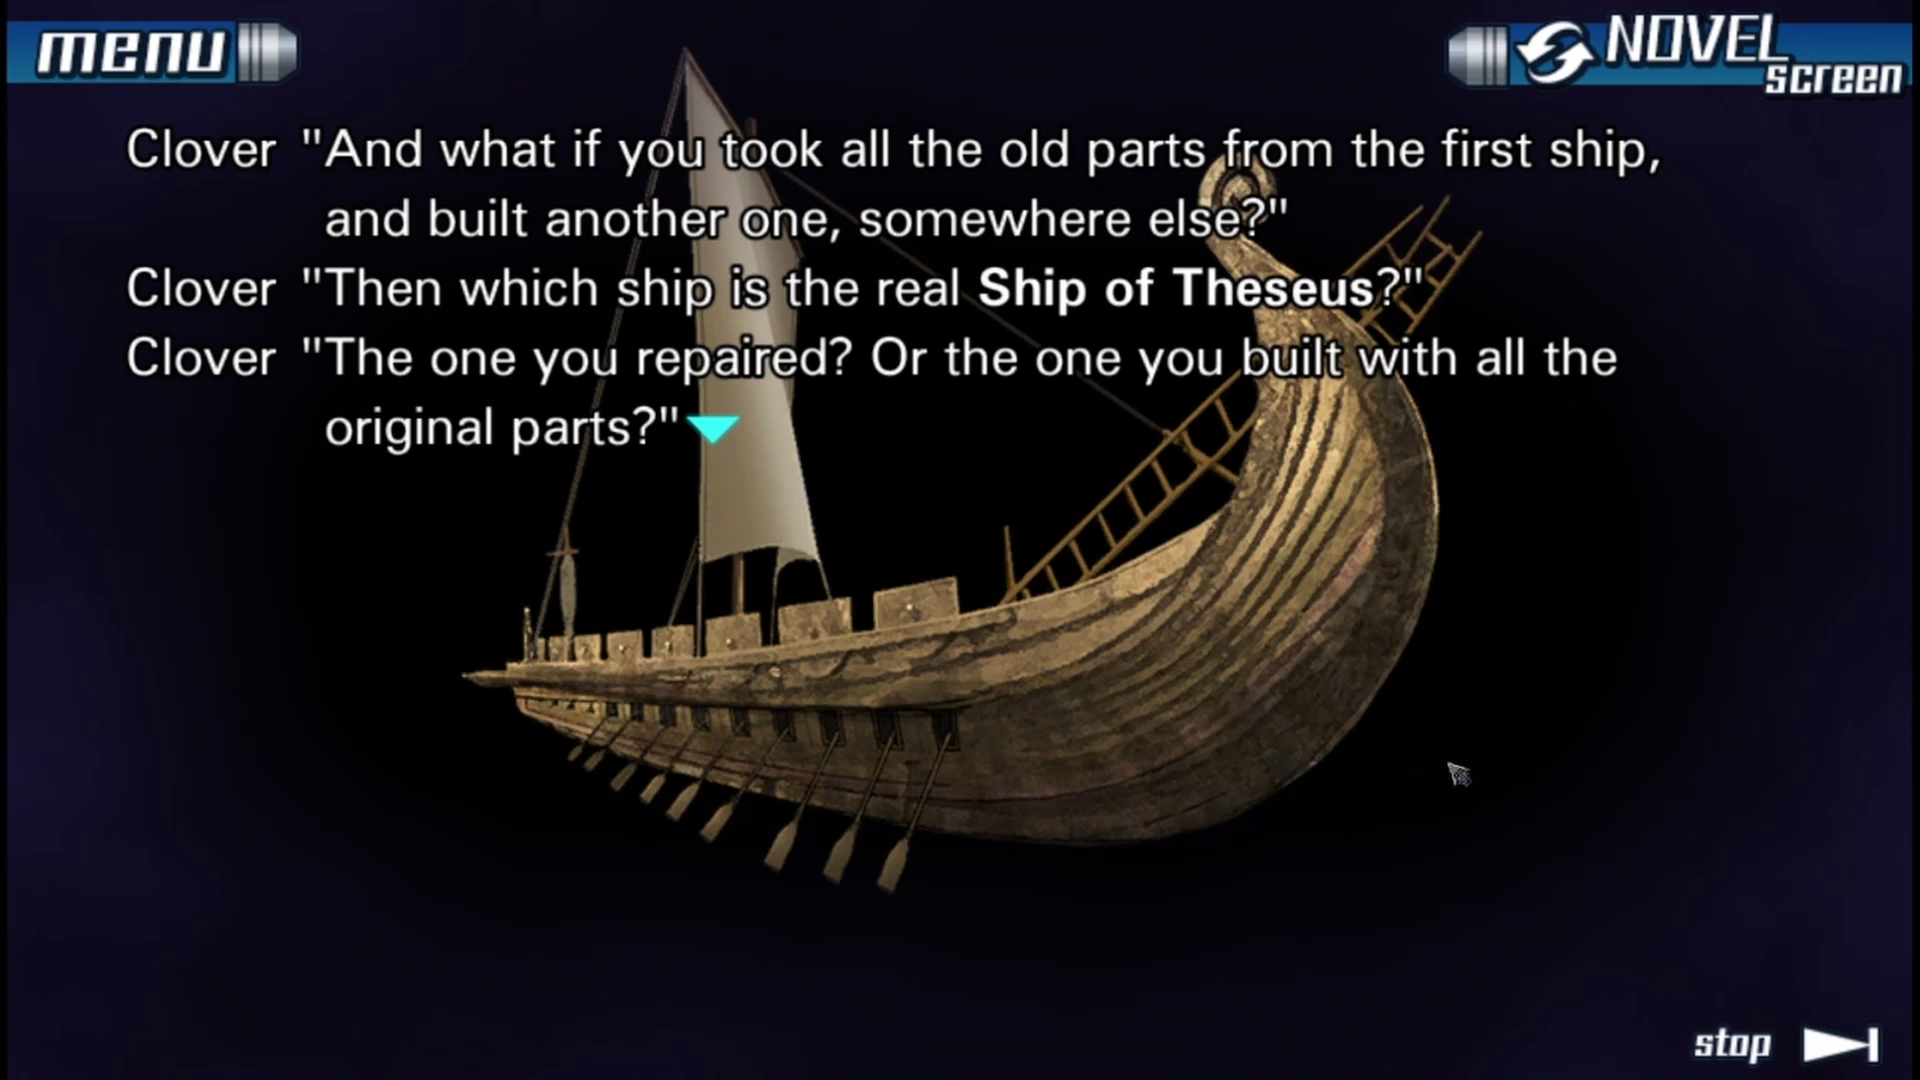 menu
NOVEL
screen
Clover "And what if you took all the old parts from the first ship,
and built another one, somewhere else?"
Clover "Then which ship is the real Ship of Theseus?"
Clover "The one you repaired? Or the one you built with all the
original parts?"
stop